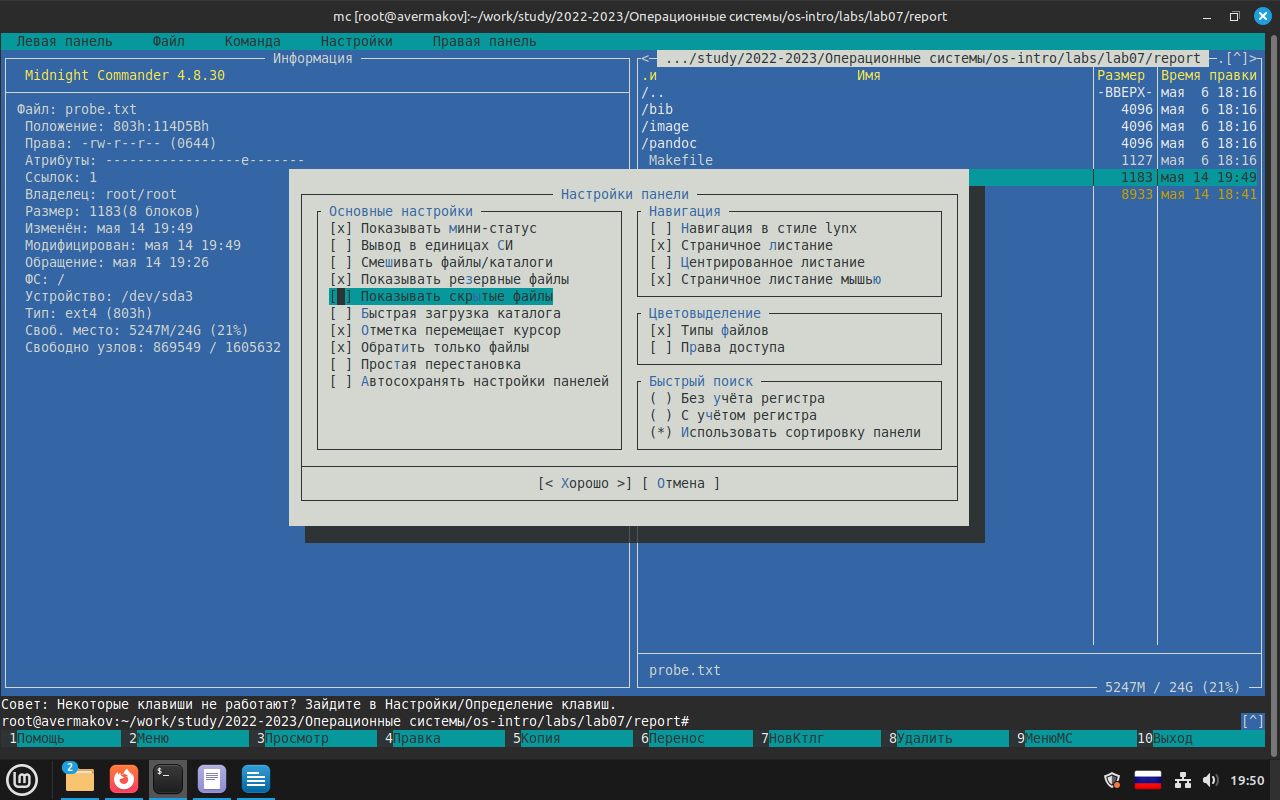 mc [root@avermakov]:~/work/study/2022-2023/Операционные системы/os-intro/labs/lab07/report
Левая панель Файл Команда Настройки Правая панель
Информация
Midnight Commander 4.8.30
Файл: probe.txt
Положение: 803h:114D5Bh
Права: -rw-r--r-- (0644)
Атрибуты: -----------------e-------
Ссылок: 1
Владелец: root/root
Размер: 1183(8 блоков)
Изменён: мая 14 19:49
Модифицирован: мая 14 19:49
Обращение: мая 14 19:26
ФС: /
Устройство: /dev/sda3
Тип: ext4 (803h)
Своб. место: 5247M/24G (21%)
Свободно узлов: 869549 / 1605632
<- .../study/2022-2023/Операционные системы/os-intro/labs/lab07/report -.[^]>
.и Имя Размер Время правки
/.. -ВВЕРХ- мая 6 18:16
/bib 4096 мая 6 18:16
/image 4096 мая 6 18:16
/pandoc 4096 мая 6 18:16
Makefile 1127 мая 6 18:16
1183 мая 14 19:49
8933 мая 14 18:41
Настройки панели
Основные настройки
[x] Показывать мини-статус
[ ] Вывод в единицах СИ
[ ] Смешивать файлы/каталоги
[x] Показывать резервные файлы
[ ] Показывать скрытые файлы
[ ] Быстрая загрузка каталога
[x] Отметка перемещает курсор
[x] Обратить только файлы
[ ] Простая перестановка
[ ] Автосохранять настройки панелей
Навигация
[ ] Навигация в стиле lynx
[x] Страничное листание
[ ] Центрированное листание
[x] Страничное листание мышью
Цветовыделение
[x] Типы файлов
[ ] Права доступа
Быстрый поиск
( ) Без учёта регистра
( ) С учётом регистра
(*) Использовать сортировку панели
[< Хорошо >] [ Отмена ]
probe.txt
5247M / 24G (21%)
Совет: Некоторые клавиши не работают? Зайдите в Настройки/Определение клавиш.
root@avermakov:~/work/study/2022-2023/Операционные системы/os-intro/labs/lab07/report# [^]
1Помощь 2Меню 3Просмотр 4Правка 5Копия 6Перенос 7НовКтлг 8Удалить 9МенюМС 10Выход
2
19:50